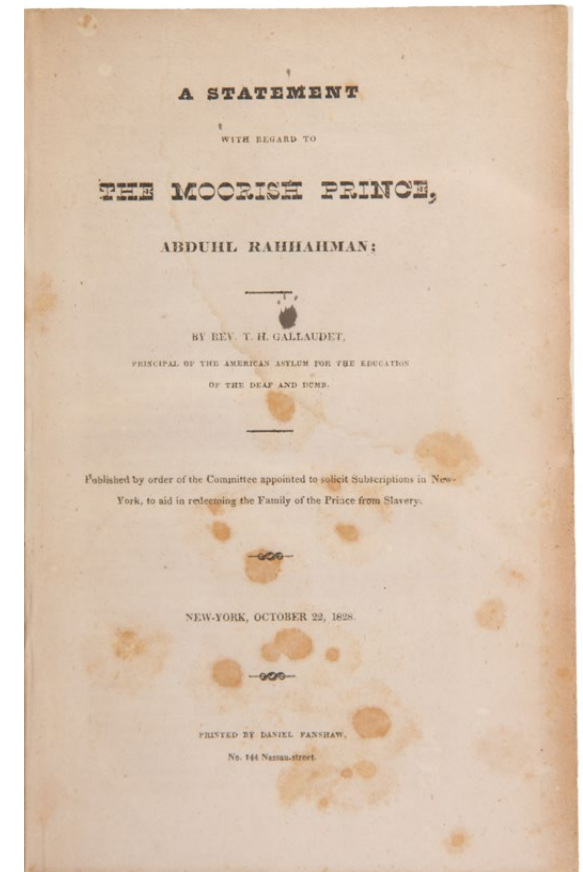 A STATEMENT
WITH REGARD TO
THE MOORISH PRINCE,
ABDUHL RAHHAHMAN:
BY REV. T. H. GALLAUDET,
PRINCIPAL OF THE AMERICAN ASYLUM FOR THE EDUCATION
OF THE DEAF AND DUMB.
Published by order of the Committee appointed to solicit Subscriptions in New-
York, to aid in redeeming the Family of the Prince from Slavery.
NEW-YORK, OCTOBER 22, 1828.
PRINTED BY DANIEL FANSHAW,
No. 144 Nassau-street.